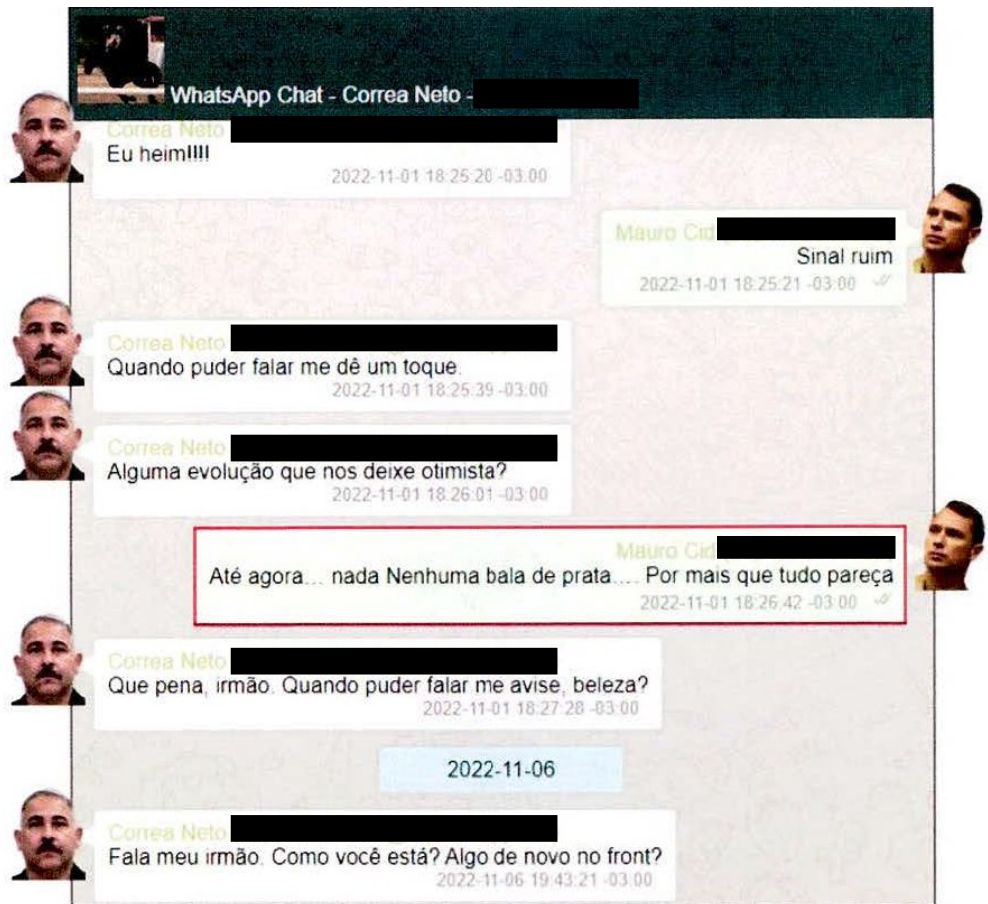 WhatsApp Chat - Correa Neto -
Correa Neto
Eu heim!!!!
2022-11-01 18:25:20 -03:00
Mauro Cid
Sinal ruim
2022-11-01 18:25:21 -03:00
Correa Neto
Quando puder falar me dê um toque.
2022-11-01 18:25:39 -03:00
Correa Neto
Alguma evolução que nos deixe otimista?
2022-11-01 18:26:01 -03:00
Mauro Cid
Até agora... nada Nenhuma bala de prata.... Por mais que tudo pareça
2022-11-01 18:26:42 -03:00
Correa Neto
Que pena, irmão. Quando puder falar me avise, beleza?
2022-11-01 18:27:28 -03:00
2022-11-06
Correa Neto
Fala meu irmão. Como você está? Algo de novo no front?
2022-11-06 19:43:21 -03:00